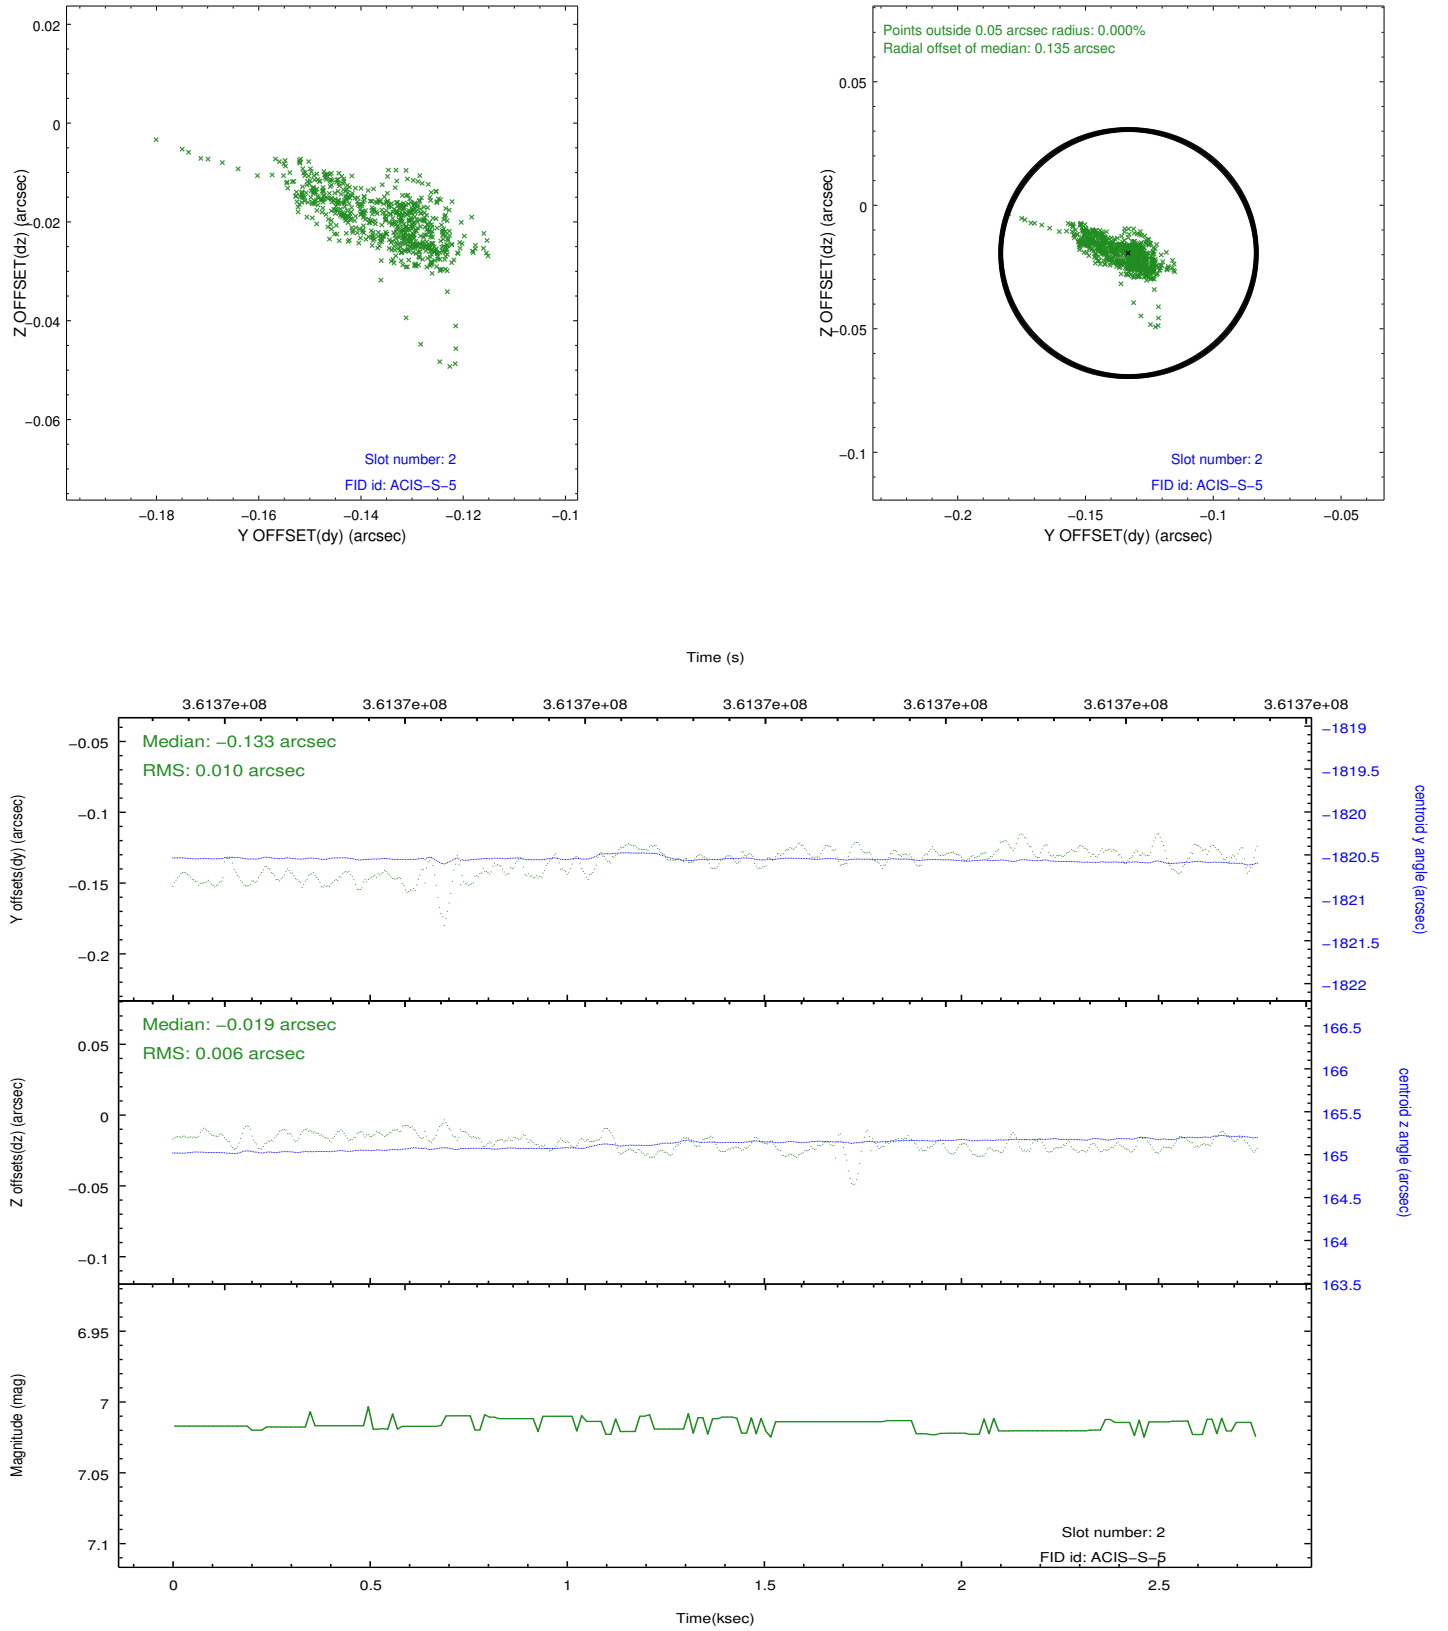 0.02
0
−0.02
−0.04
−0.06
Z OFFSET(dz) (arcsec)
Slot number: 2
FID id: ACIS−S−5
−0.18
−0.16
−0.14
−0.12
−0.1
Y OFFSET(dy) (arcsec)
Points outside 0.05 arcsec radius: 0.000%
Radial offset of median: 0.135 arcsec
0.05
0
−0.05
−0.1
Z OFFSET(dz) (arcsec)
Slot number: 2
FID id: ACIS−S−5
−0.2
−0.15
−0.1
−0.05
Y OFFSET(dy) (arcsec)
Time (s)
3.6137e+08 3.6137e+08 3.6137e+08 3.6137e+08 3.6137e+08 3.6137e+08 3.6137e+08
Median: −0.133 arcsec
RMS: 0.010 arcsec
−0.05
−0.1
−0.15
−0.2
Y offsets(dy) (arcsec)
−1819
−1819.5
−1820
−1820.5
−1821
−1821.5
−1822
centroid y angle (arcsec)
Median: −0.019 arcsec
RMS: 0.006 arcsec
0.05
0
−0.05
−0.1
Z offsets(dz) (arcsec)
166.5
166
165.5
165
164.5
164
163.5
centroid z angle (arcsec)
6.95
7
7.05
7.1
Magnitude (mag)
Slot number: 2
FID id: ACIS−S−5
0 0.5 1 1.5 2 2.5
Time(ksec)